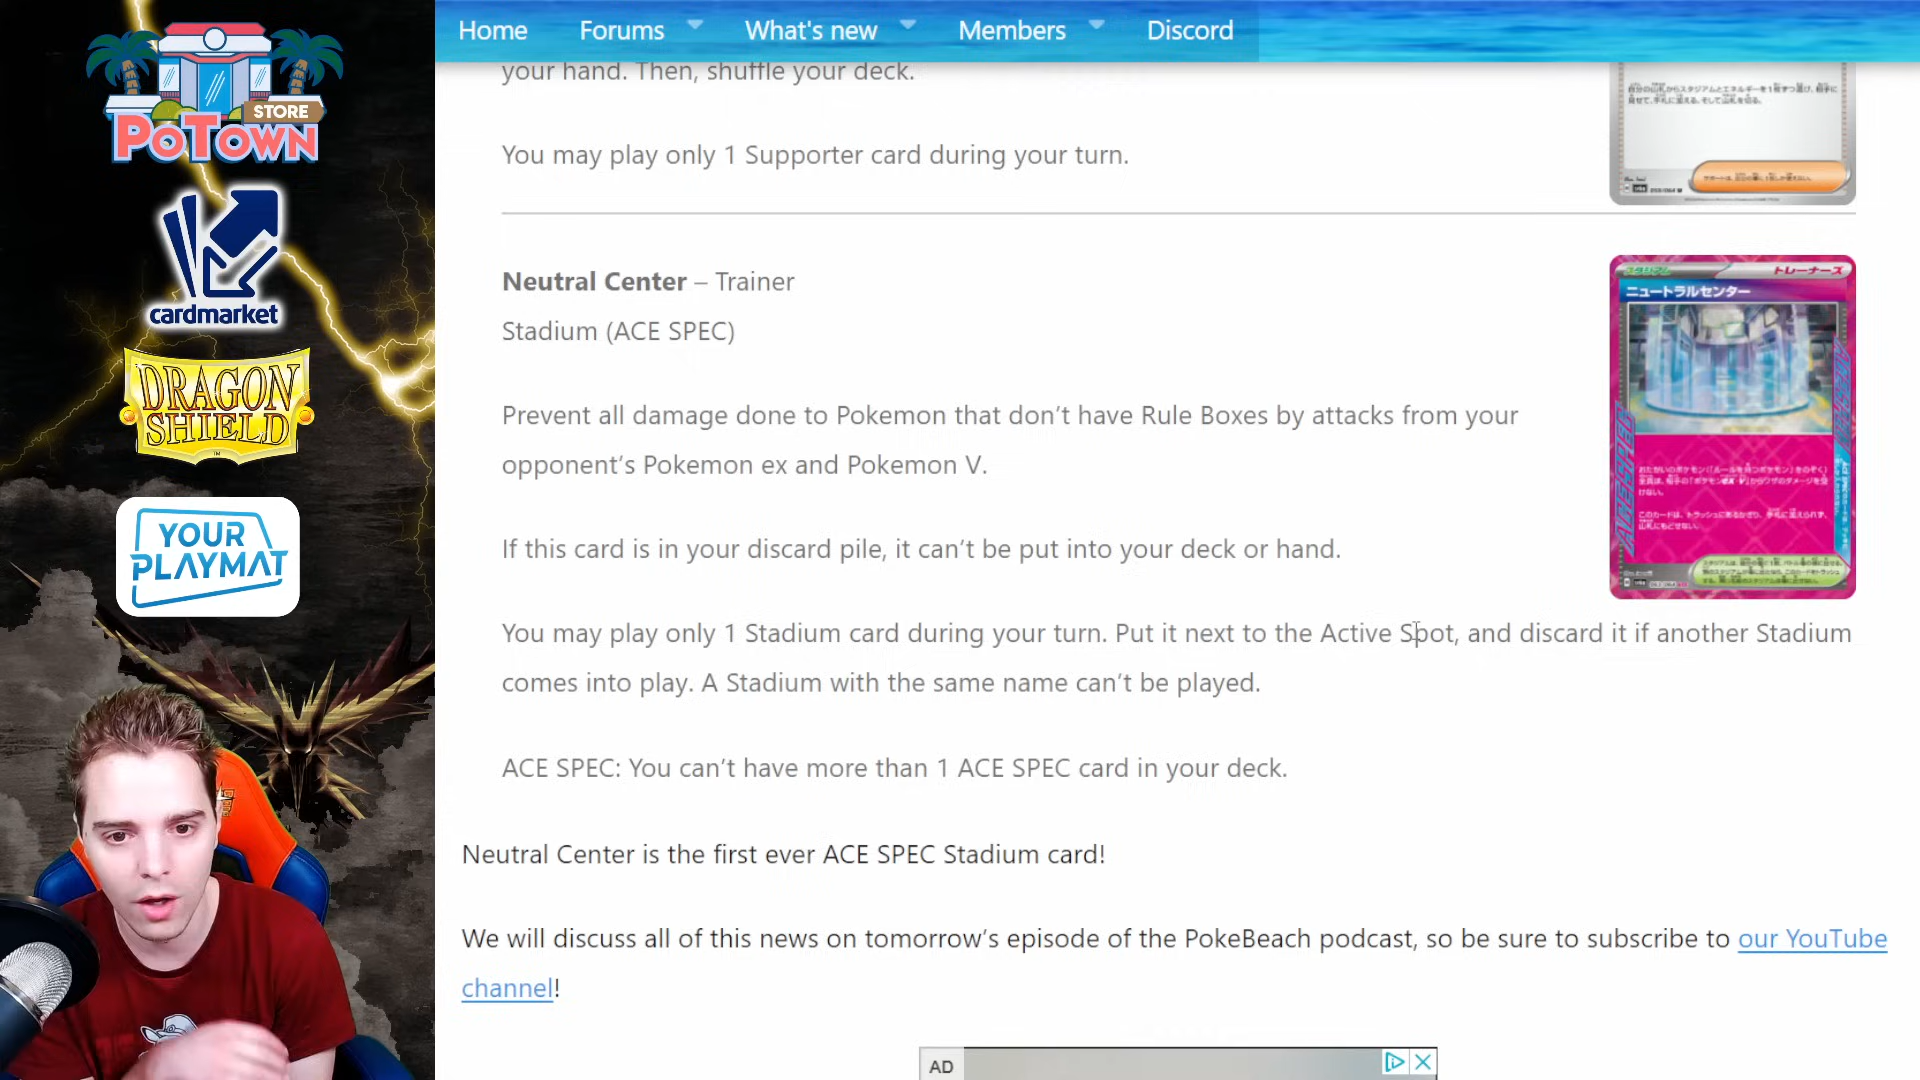 Home
Forums
What's new
Members
Discord
STORE
POTOWN
cardmarket
DRAGON
SHIELD
YOUR
PLAYMAT
your hand. Then, shuffle your deck.
You may play only 1 Supporter card during your turn.
Neutral Center – Trainer
Stadium (ACE SPEC)
Prevent all damage done to Pokemon that don’t have Rule Boxes by attacks from your
opponent’s Pokemon ex and Pokemon V.
If this card is in your discard pile, it can’t be put into your deck or hand.
You may play only 1 Stadium card during your turn. Put it next to the Active Spot, and discard it if another Stadium
comes into play. A Stadium with the same name can’t be played.
ACE SPEC: You can’t have more than 1 ACE SPEC card in your deck.
スタジアム
トレーナーズ
ニュートラルセンター
ACE SPEC
Neutral Center is the first ever ACE SPEC Stadium card!
We will discuss all of this news on tomorrow’s episode of the PokeBeach podcast, so be sure to subscribe to our YouTube
channel!
AD